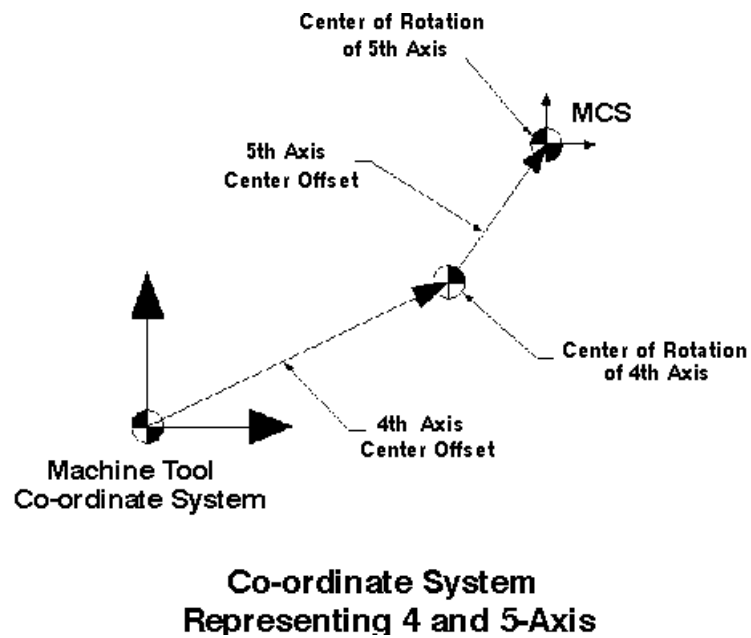 Center of Rotation
of 5th Axis
MCS
5th Axis
Center Offset
Center of Rotation
of 4th Axis
4th Axis
Center Offset
Machine Tool
Co-ordinate System
Co-ordinate System
Representing 4 and 5-Axis